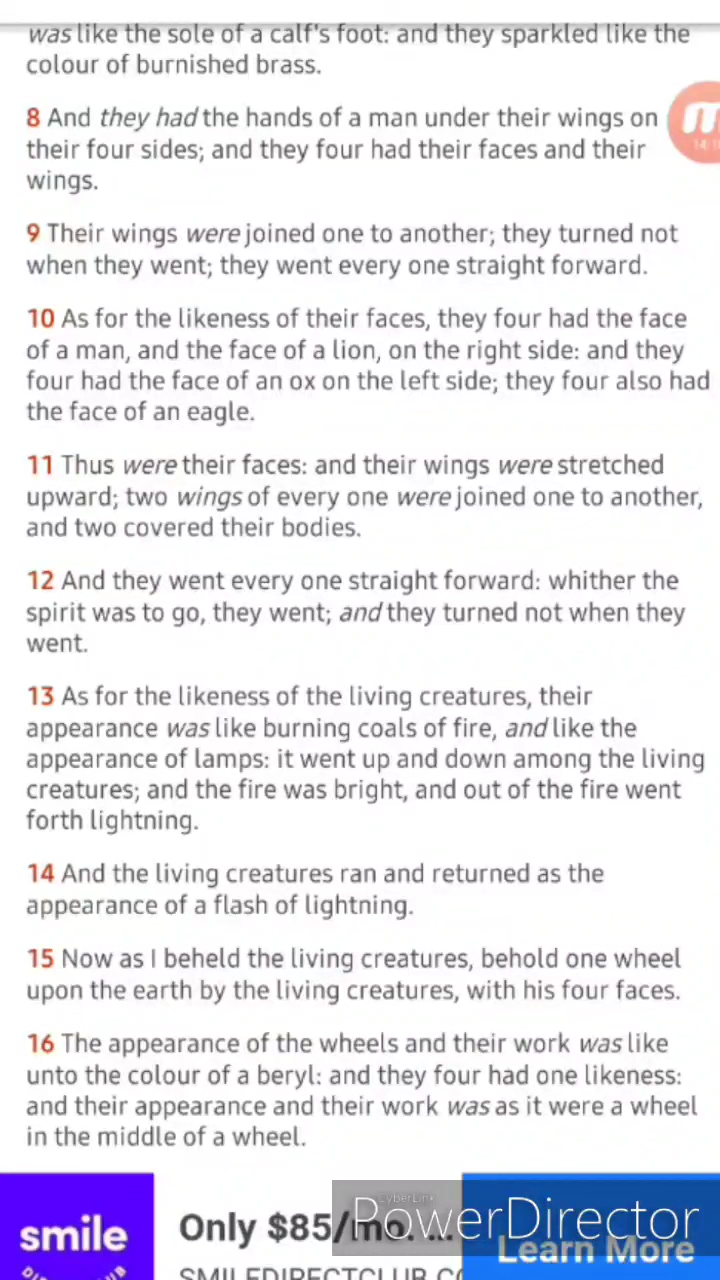 was like the sole of a calf's foot: and they sparkled like the
colour of burnished brass.
8 And they had the hands of a man under their wings on
their four sides; and they four had their faces and their
wings.
9 Their wings were joined one to another; they turned not
when they went; they went every one straight forward.
10 As for the likeness of their faces, they four had the face
of a man, and the face of a lion, on the right side: and they
four had the face of an ox on the left side; they four also had
the face of an eagle.
11 Thus were their faces: and their wings were stretched
upward; two wings of every one were joined one to another,
and two covered their bodies.
12 And they went every one straight forward: whither the
spirit was to go, they went; and they turned not when they
went.
13 As for the likeness of the living creatures, their
appearance was like burning coals of fire, and like the
appearance of lamps: it went up and down among the living
creatures; and the fire was bright, and out of the fire went
forth lightning.
14 And the living creatures ran and returned as the
appearance of a flash of lightning.
15 Now as I beheld the living creatures, behold one wheel
upon the earth by the living creatures, with his four faces.
16 The appearance of the wheels and their work was like
unto the colour of a beryl: and they four had one likeness:
and their appearance and their work was as it were a wheel
in the middle of a wheel.
smile
Only $85/mo. ...
CyberLink
PowerDirector
Learn More
SMILEDIRECTCLUB.CO